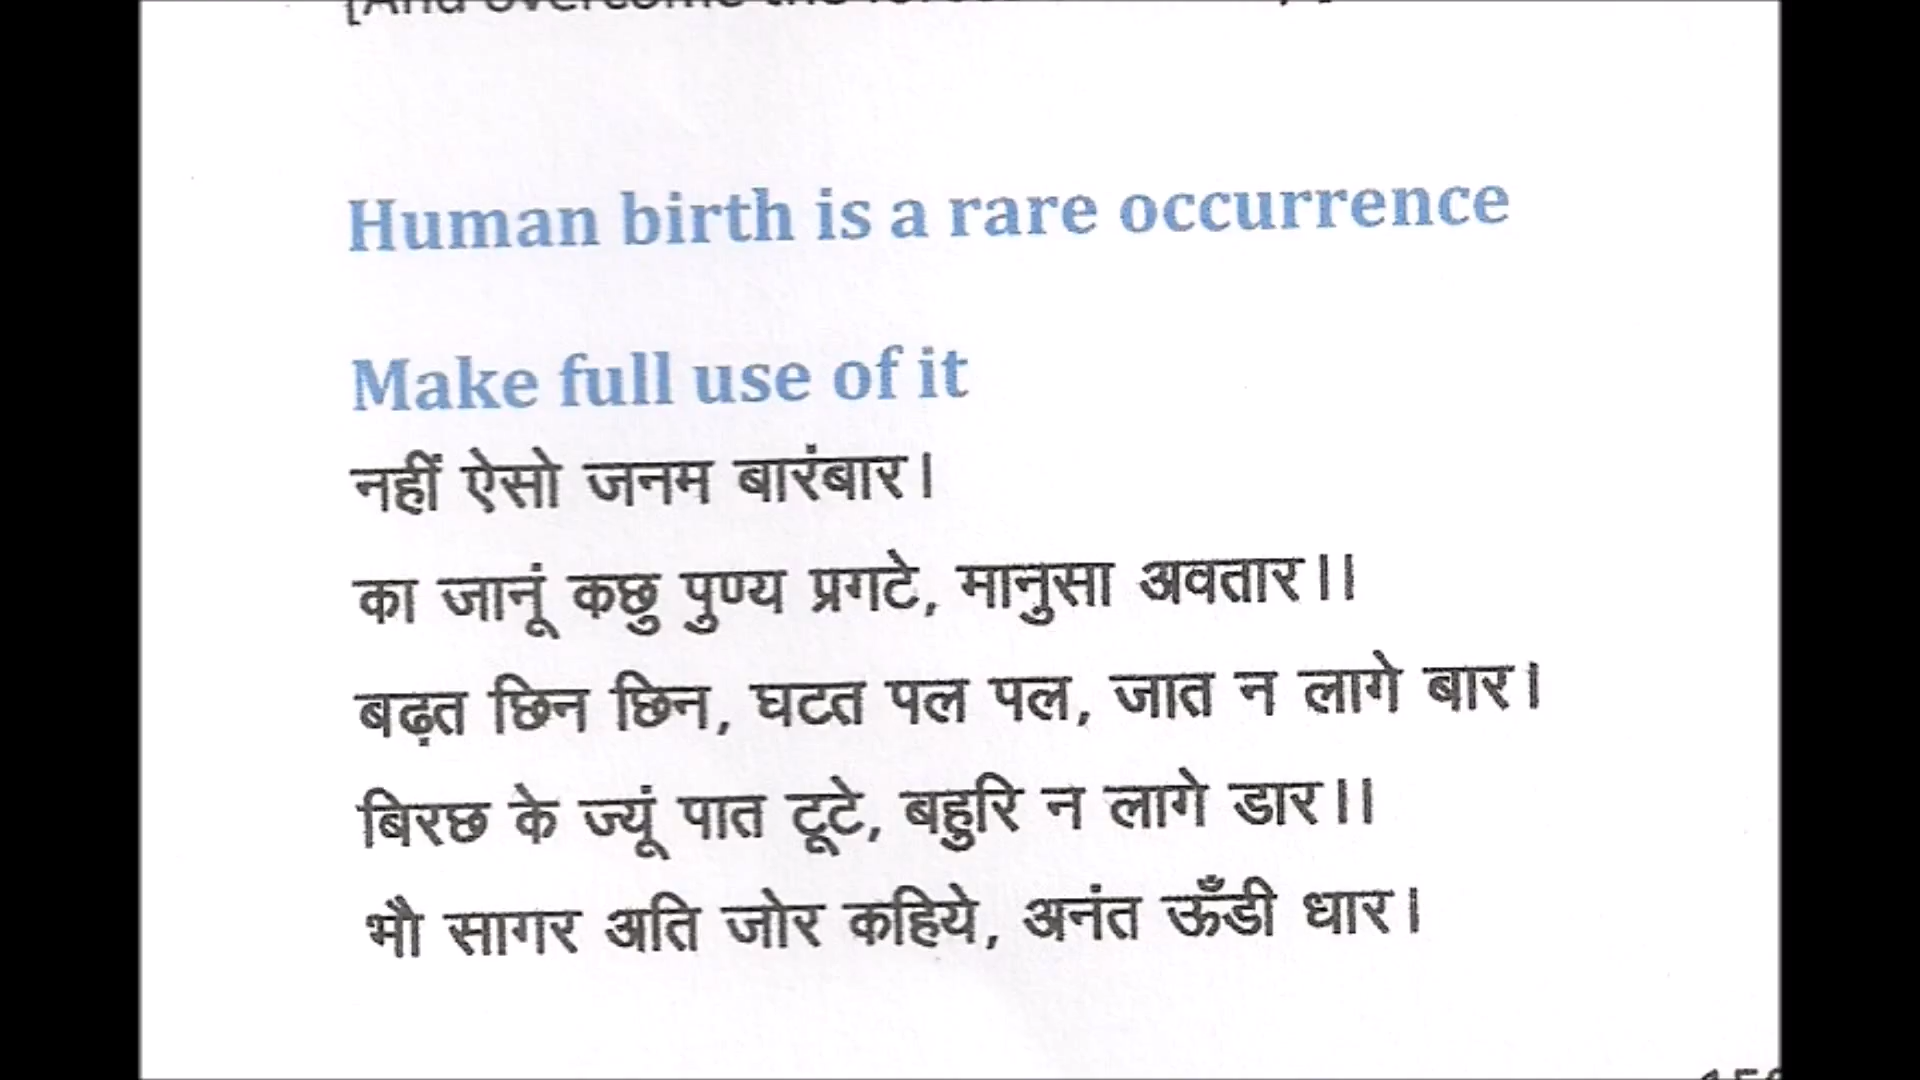 Human birth is a rare occurrence
Make full use of it
नहीं ऐसो जनम बारंबार।
का जानूं कछु पुण्य प्रगटे, मानुसा अवतार।।
बढ़त छिन छिन, घटत पल पल, जात न लागे बार।
बिरछ के ज्यूं पात टूटे, बहुरि न लागे डार।।
भौ सागर अति जोर कहिये, अनंत ऊँडी धार।